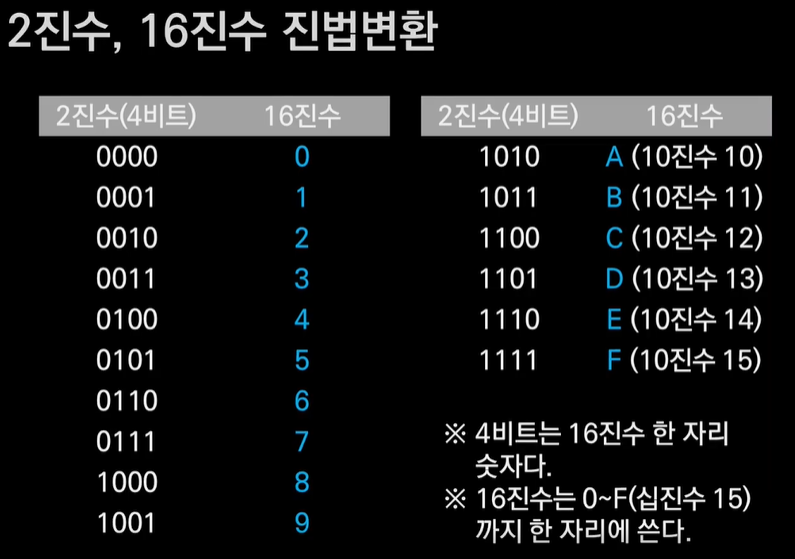 2진수, 16진수 진법변환
2진수(4비트) 16진수
0000 0
0001 1
0010 2
0011 3
0100 4
0101 5
0110 6
0111 7
1000 8
1001 9
2진수(4비트) 16진수
1010 A (10진수 10)
1011 B (10진수 11)
1100 C (10진수 12)
1101 D (10진수 13)
1110 E (10진수 14)
1111 F (10진수 15)
※ 4비트는 16진수 한 자리
숫자다.
※ 16진수는 0~F(십진수 15)
까지 한 자리에 쓴다.